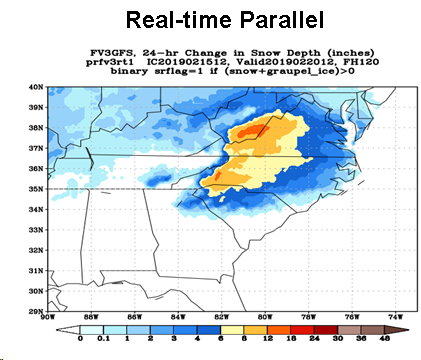 Real-time Parallel
FV3GFS, 24-hr Change in Snow Depth (inches)
prfv3rt1 IC2019021512, Valid2019022012, FH120
binary srflag=1 if (snow+graupel_ice)>0
40N
39N
38N
37N
36N
35N
34N
33N
32N
31N
30N
29N
90W 88W 86W 84W 82W 80W 78W 76W 74W
0 0.1 1 2 3 4 6 8 12 18 24 30 36 48